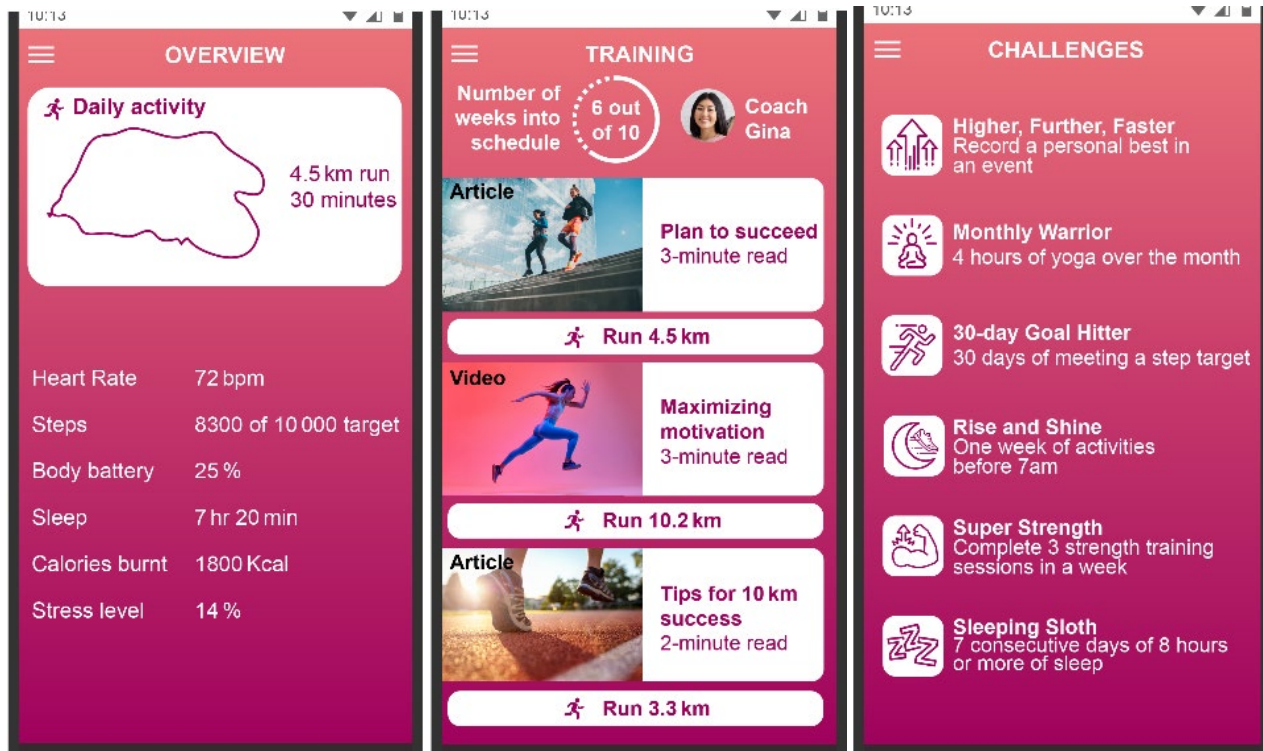 10:13
OVERVIEW
Daily activity
4.5 km run
30 minutes
Heart Rate 72 bpm
Steps 8300 of 10 000 target
Body battery 25 %
Sleep 7 hr 20 min
Calories burnt 1800 Kcal
Stress level 14 %
10:13
TRAINING
Number of
weeks into
schedule
6 out
of 10
Coach
Gina
Article
Plan to succeed
3-minute read
Run 4.5 km
Video
Maximizing
motivation
3-minute read
Run 10.2 km
Article
Tips for 10 km
success
2-minute read
Run 3.3 km
10:13
CHALLENGES
Higher, Further, Faster
Record a personal best in
an event
Monthly Warrior
4 hours of yoga over the month
30-day Goal Hitter
30 days of meeting a step target
Rise and Shine
One week of activities
before 7am
Super Strength
Complete 3 strength training
sessions in a week
Sleeping Sloth
7 consecutive days of 8 hours
or more of sleep